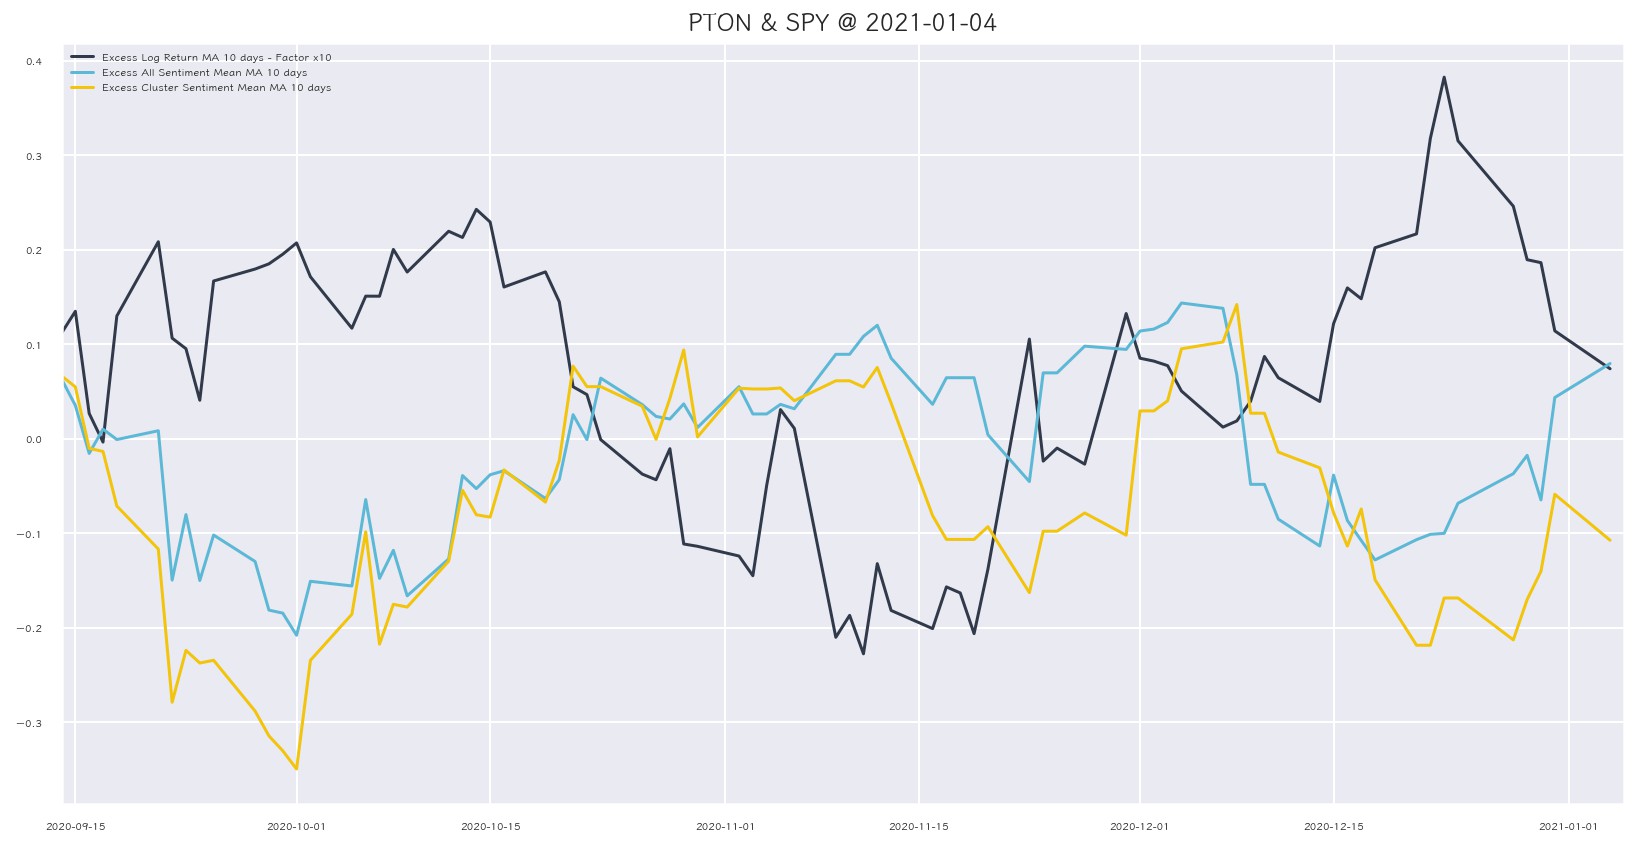 PTON & SPY @ 2021-01-04
Excess Log Return MA 10 days - Factor x10
Excess All Sentiment Mean MA 10 days
Excess Cluster Sentiment Mean MA 10 days
0.4
0.3
0.2
0.1
0.0
−0.1
−0.2
−0.3
2020-09-15 2020-10-01 2020-10-15 2020-11-01 2020-11-15 2020-12-01 2020-12-15 2021-01-01